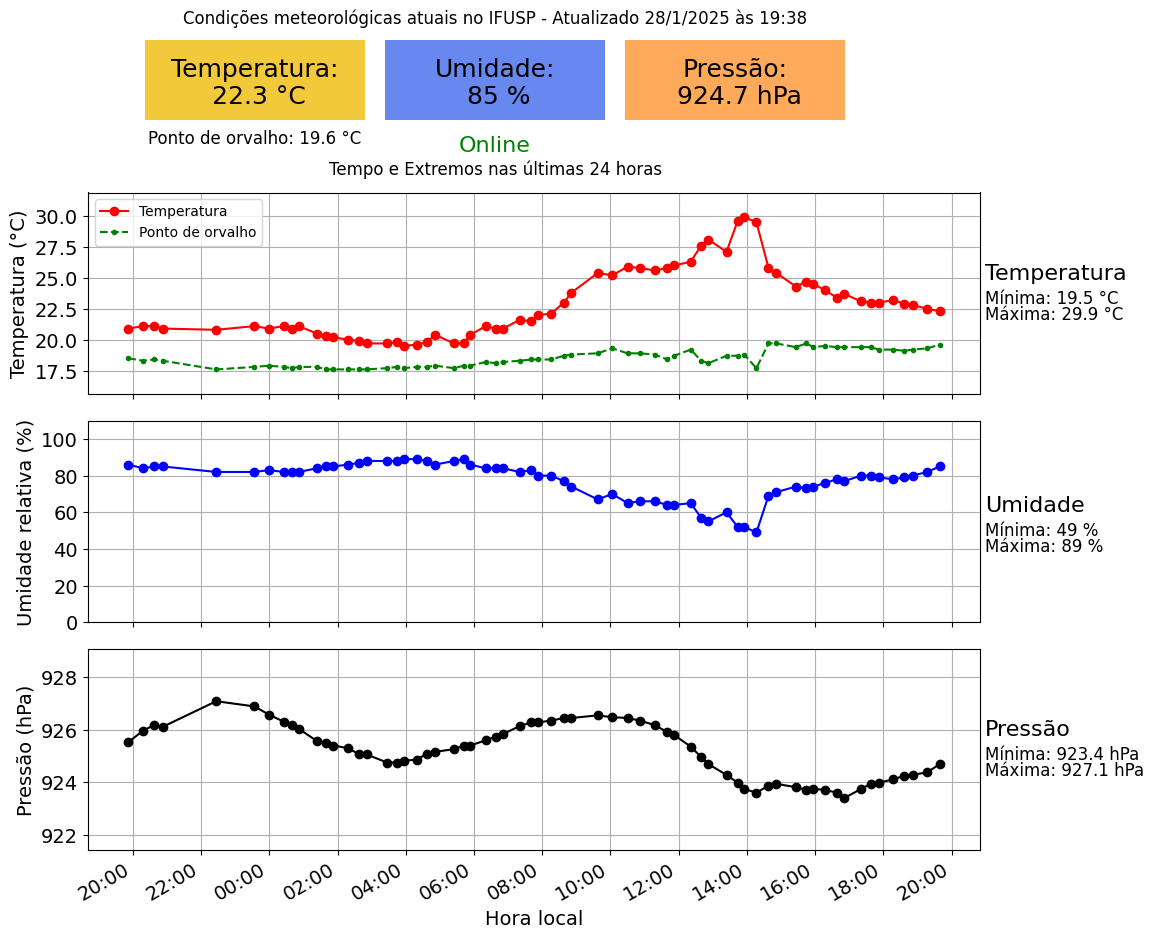 Condições meteorológicas atuais no IFUSP - Atualizado 28/1/2025 às 19:38
Temperatura:
22.3 °C
Umidade:
85 %
Pressão:
924.7 hPa
Ponto de orvalho: 19.6 °C
Online
Tempo e Extremos nas últimas 24 horas
Temperatura (°C)
30.0
27.5
25.0
22.5
20.0
17.5
Temperatura
Ponto de orvalho
Temperatura
Mínima: 19.5 °C
Máxima: 29.9 °C
Umidade relativa (%)
100
80
60
40
20
0
Umidade
Mínima: 49 %
Máxima: 89 %
Pressão (hPa)
928
926
924
922
Pressão
Mínima: 923.4 hPa
Máxima: 927.1 hPa
20:00 22:00 00:00 02:00 04:00 06:00 08:00 10:00 12:00 14:00 16:00 18:00 20:00
Hora local